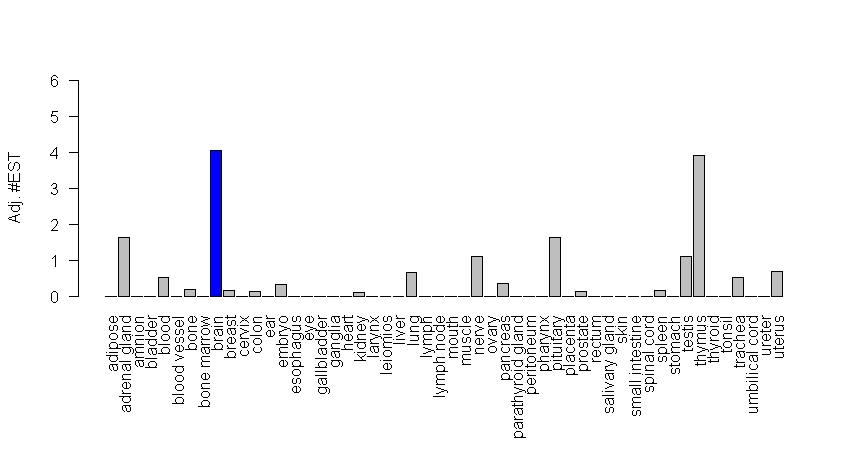 Adj. #EST
6
5
4
3
2
1
0
adipose
adrenal gland
amnion
bladder
blood
blood vessel
bone
bone marrow
brain
breast
cervix
colon
ear
embryo
esophagus
eye
gallbladder
ganglia
heart
kidney
larynx
leiomios
liver
lung
lymph
lymph node
mouth
muscle
nerve
ovary
pancreas
parathyroid gland
peritoneum
pharynx
pituitary
placenta
prostate
rectum
salivary gland
skin
small intestine
spinal cord
spleen
stomach
testis
thymus
thyroid
tonsil
trachea
umbilical cord
ureter
uterus